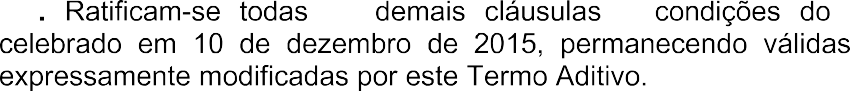 . Ratificam-se todas demais cláusulas condições do
celebrado em 10 de dezembro de 2015, permanecendo válidas
expressamente modificadas por este Termo Aditivo.